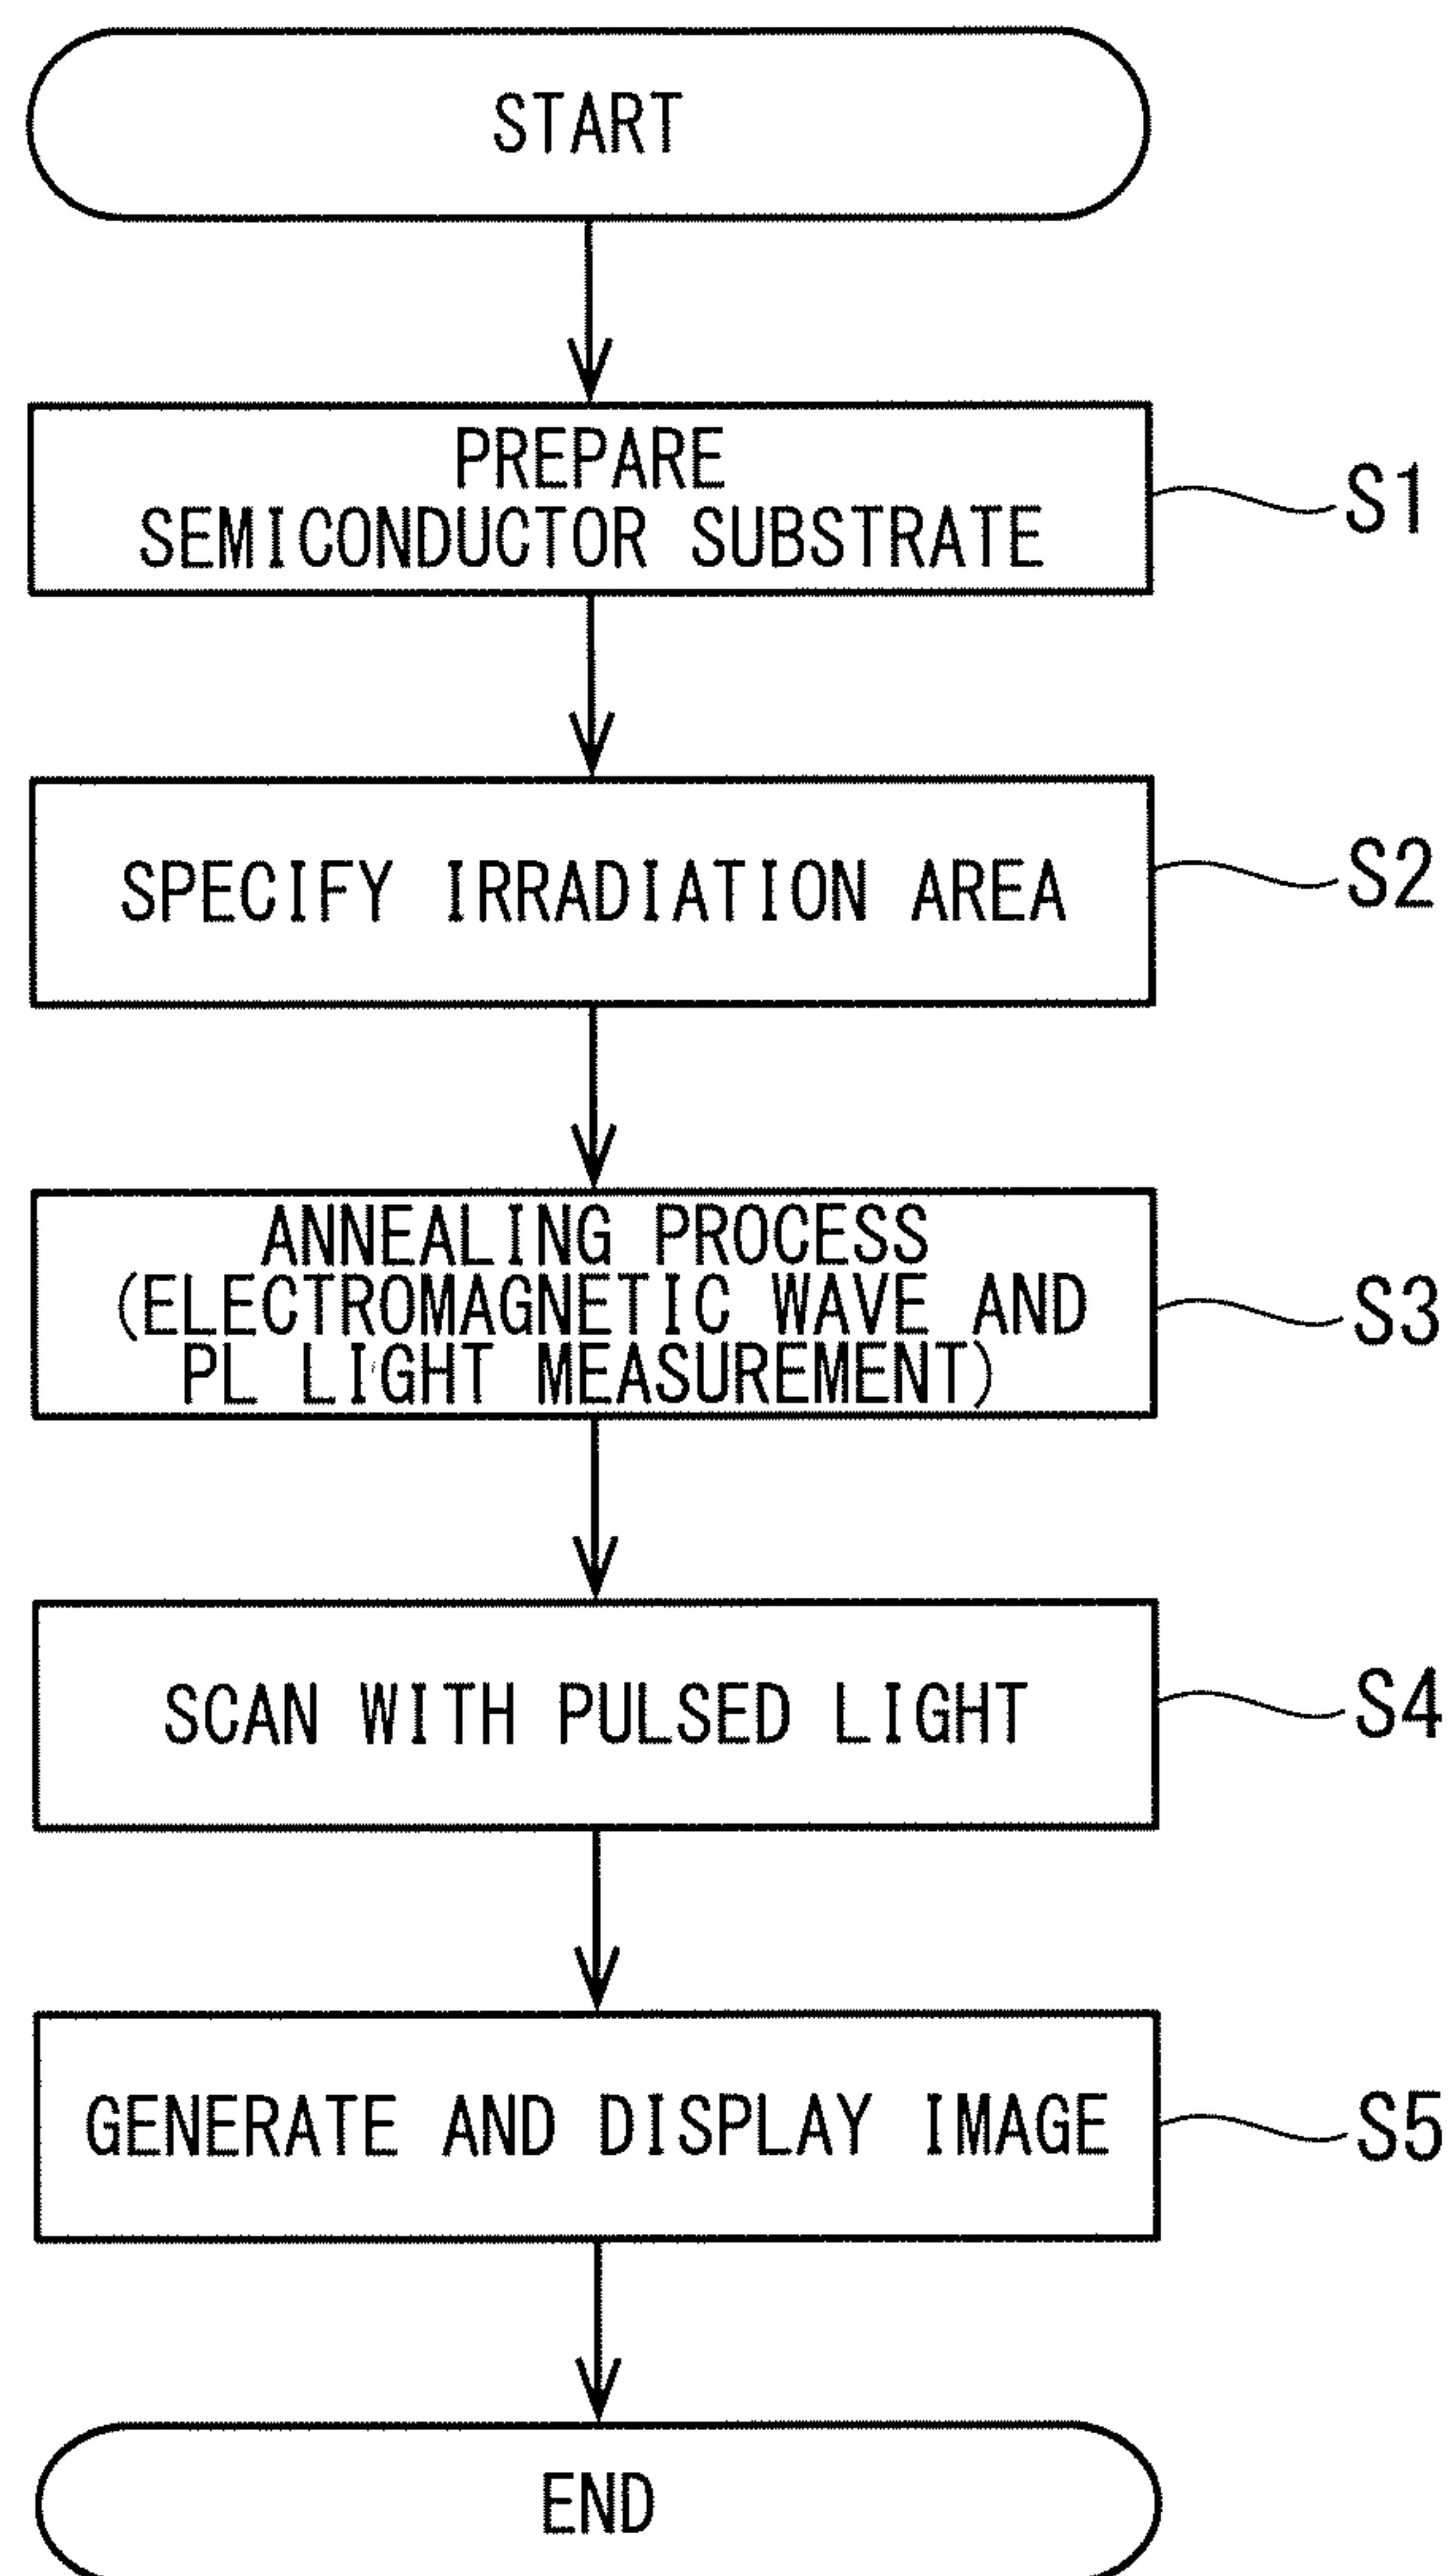 START
PREPARE
SEMICONDUCTOR SUBSTRATE
S1
SPECIFY IRRADIATION AREA
S2
ANNEALING PROCESS
(ELECTROMAGNETIC WAVE AND
PL LIGHT MEASUREMENT)
S3
SCAN WITH PULSED LIGHT
S4
GENERATE AND DISPLAY IMAGE
S5
END